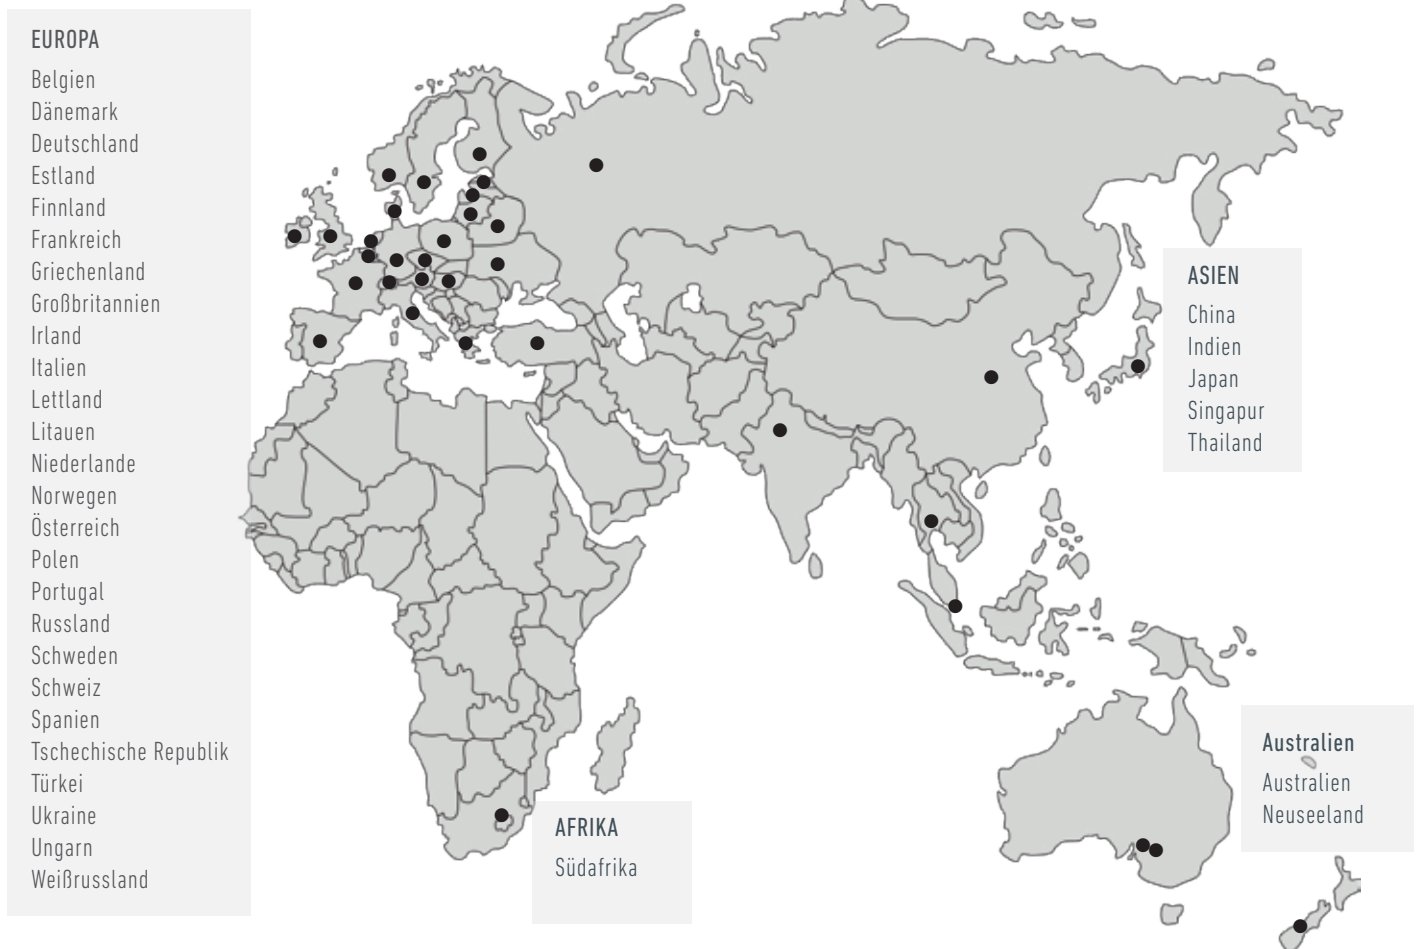 EUROPA
Belgien
Dänemark
Deutschland
Estland
Finnland
Frankreich
Griechenland
Großbritannien
Irland
Italien
Lettland
Litauen
Niederlande
Norwegen
Österreich
Polen
Portugal
Russland
Schweden
Schweiz
Spanien
Tschechische Republik
Türkei
Ukraine
Ungarn
Weißrussland
ASIEN
China
Indien
Japan
Singapur
Thailand
AFRIKA
Südafrika
Australien
Australien
Neuseeland